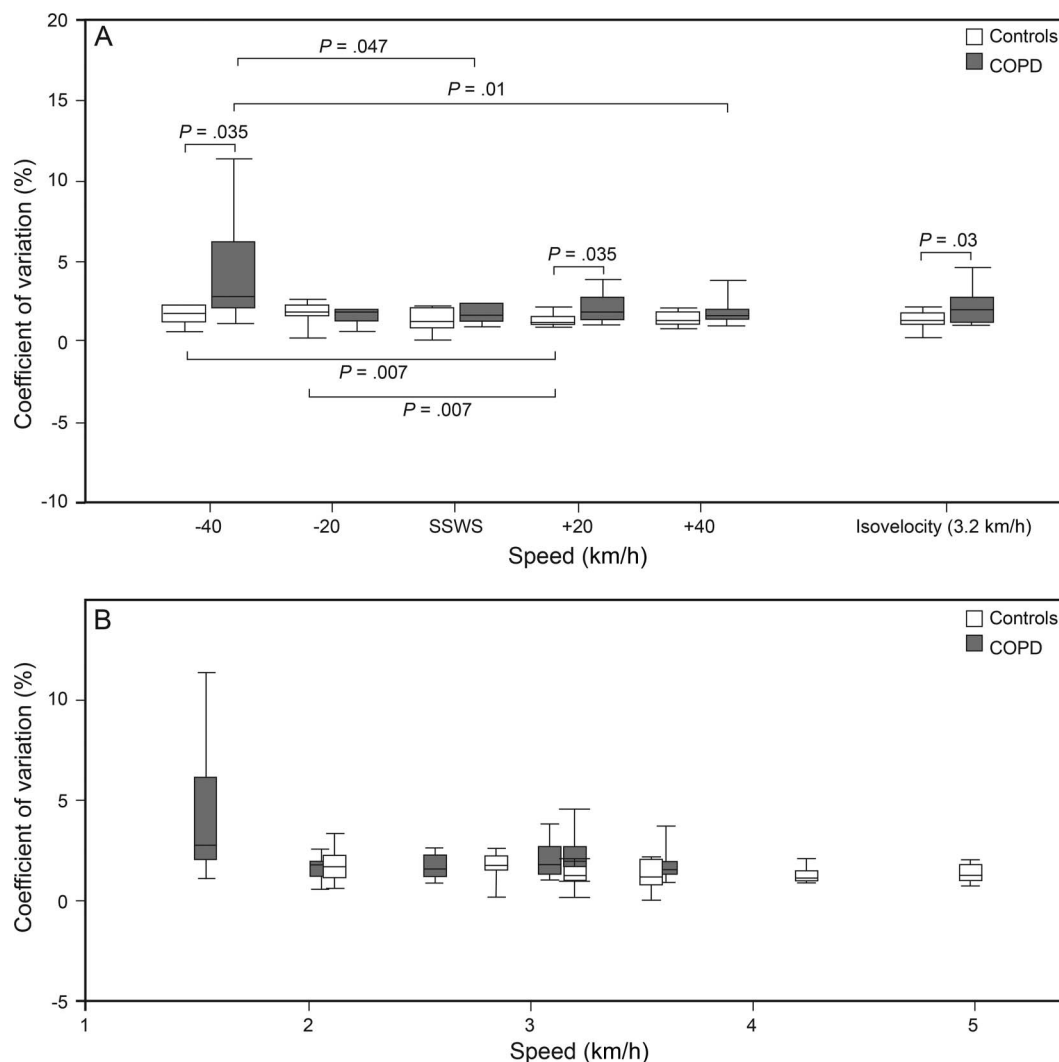 A
Controls
COPD
P = .047
P = .01
P = .035
P = .035
P = .03
P = .007
P = .007
Coefficient of variation (%)
20
15
10
5
0
-5
-10
-40
-20
SSWS
+20
+40
Isovelocity (3.2 km/h)
Speed (km/h)
B
Controls
COPD
Coefficient of variation (%)
10
5
0
-5
1
2
3
4
5
Speed (km/h)